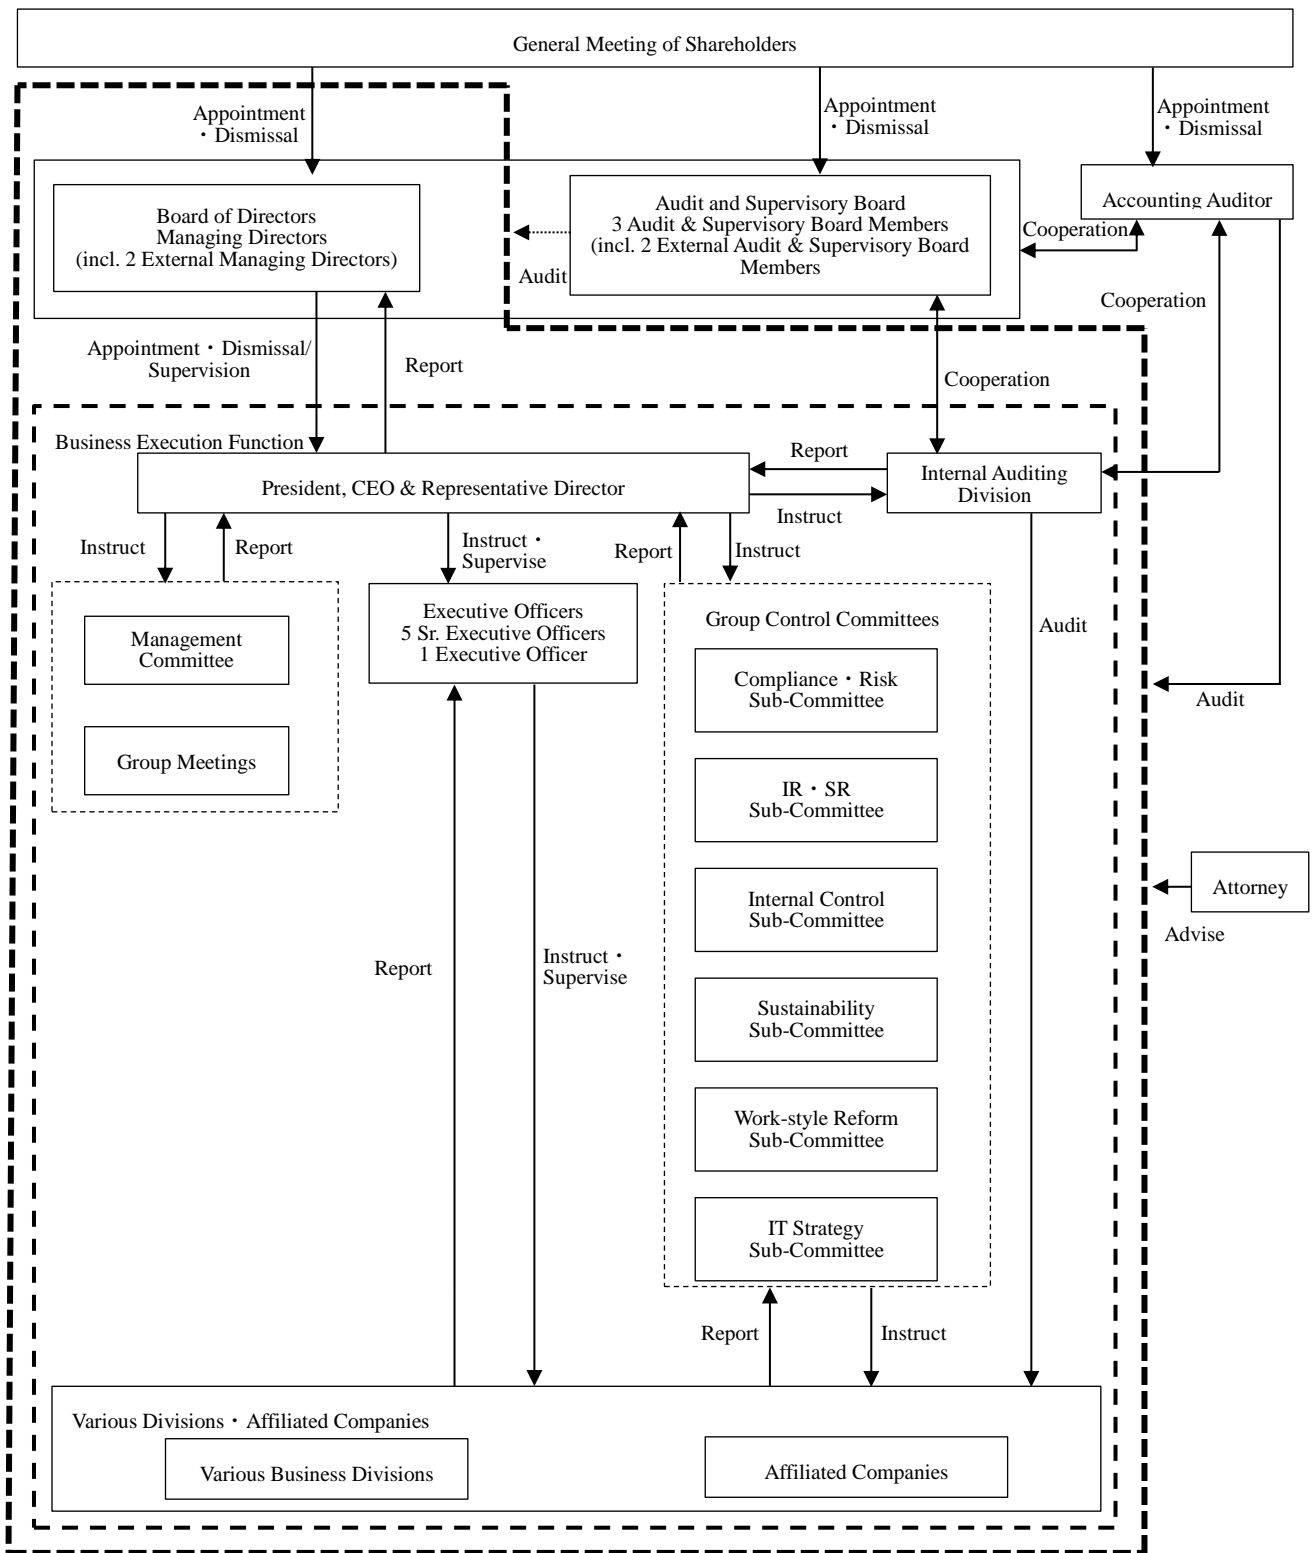 General Meeting of Shareholders
Appointment
・Dismissal
Appointment
・Dismissal
Appointment
・Dismissal
Board of Directors
Managing Directors
(incl. 2 External Managing Directors)
Audit
Audit and Supervisory Board
3 Audit & Supervisory Board Members
(incl. 2 External Audit & Supervisory Board
Members
Cooperation
Accounting Auditor
Cooperation
Appointment・Dismissal/
Supervision
Report
Cooperation
Business Execution Function
President, CEO & Representative Director
Report
Instruct
Internal Auditing
Division
Instruct
Report
Instruct・
Supervise
Report
Instruct
Management
Committee
Group Meetings
Executive Officers
5 Sr. Executive Officers
1 Executive Officer
Group Control Committees
Compliance・Risk
Sub-Committee
IR・SR
Sub-Committee
Internal Control
Sub-Committee
Sustainability
Sub-Committee
Work-style Reform
Sub-Committee
IT Strategy
Sub-Committee
Audit
Audit
Attorney
Advise
Report
Instruct・
Supervise
Report
Instruct
Various Divisions・Affiliated Companies
Various Business Divisions
Affiliated Companies